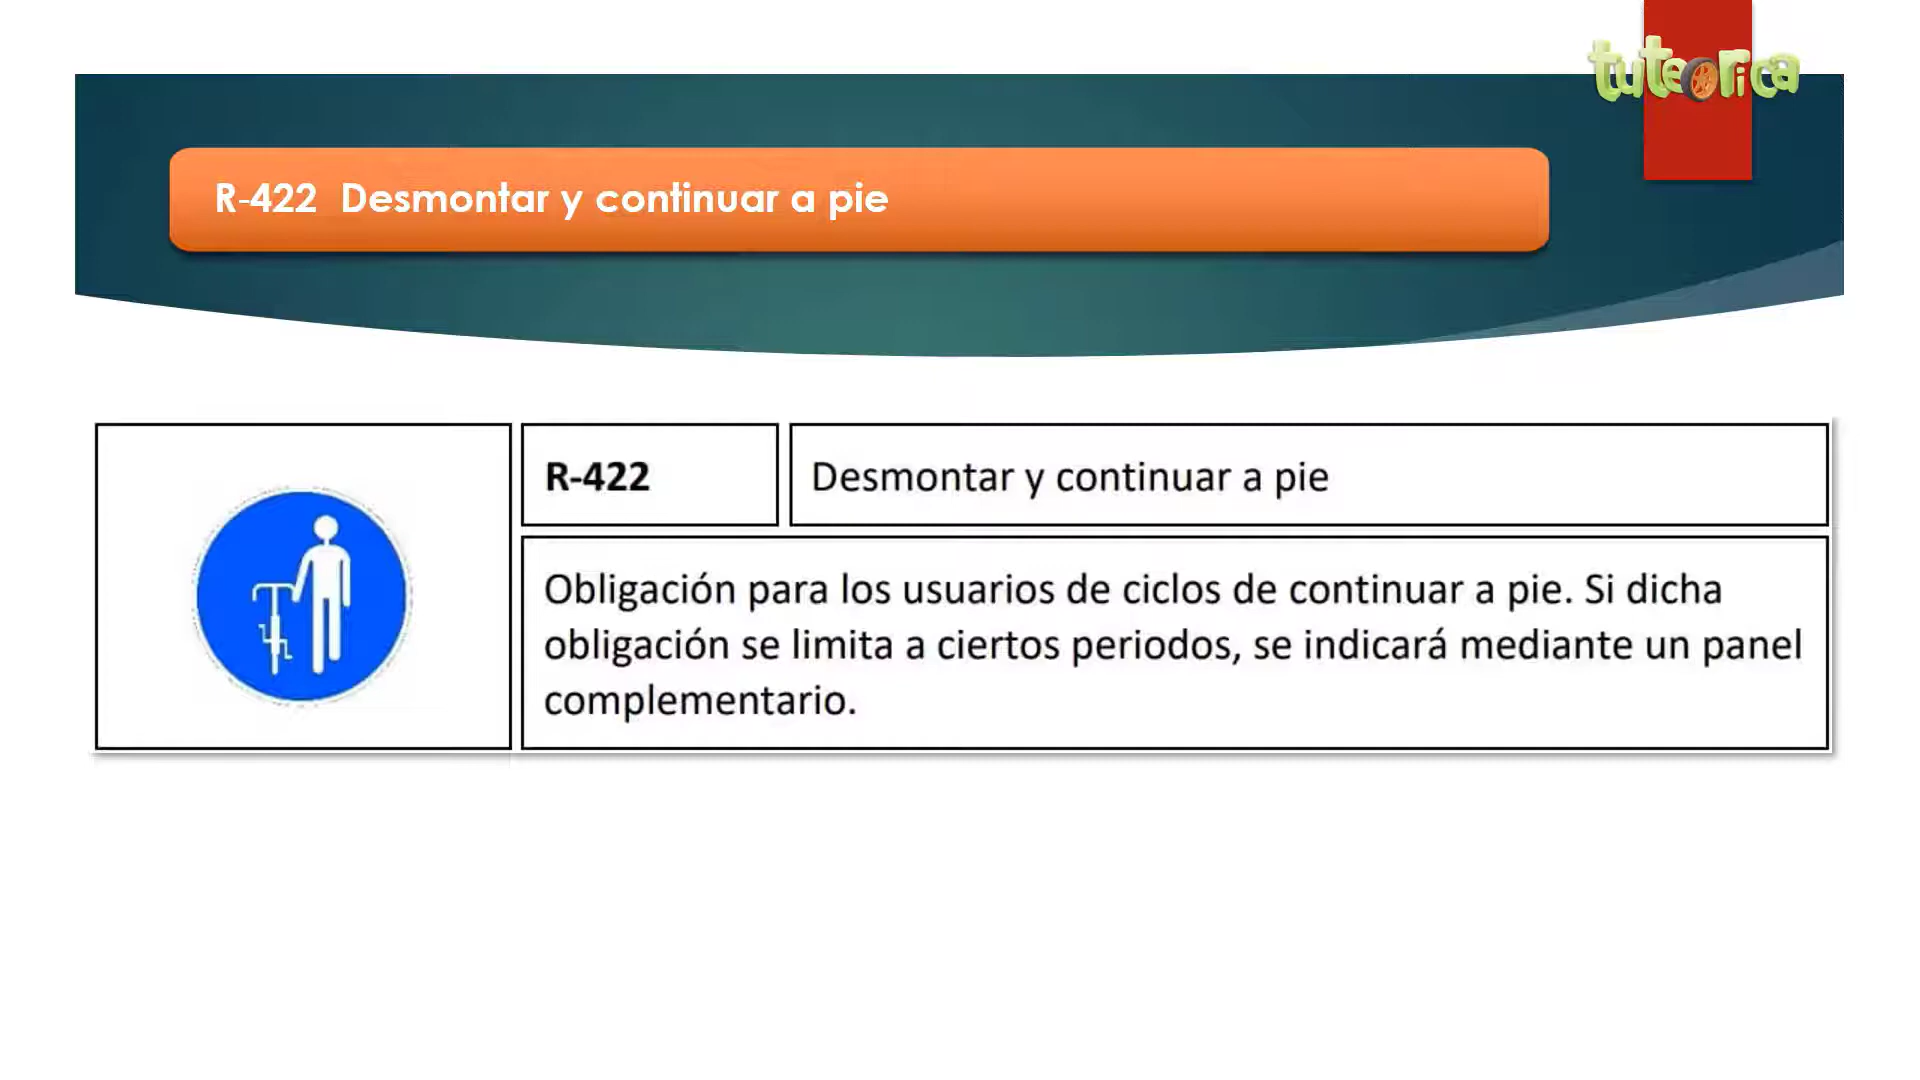 tuteorica
R-422 Desmontar y continuar a pie
R-422
Desmontar y continuar a pie
Obligación para los usuarios de ciclos de continuar a pie. Si dicha
obligación se limita a ciertos periodos, se indicará mediante un panel
complementario.